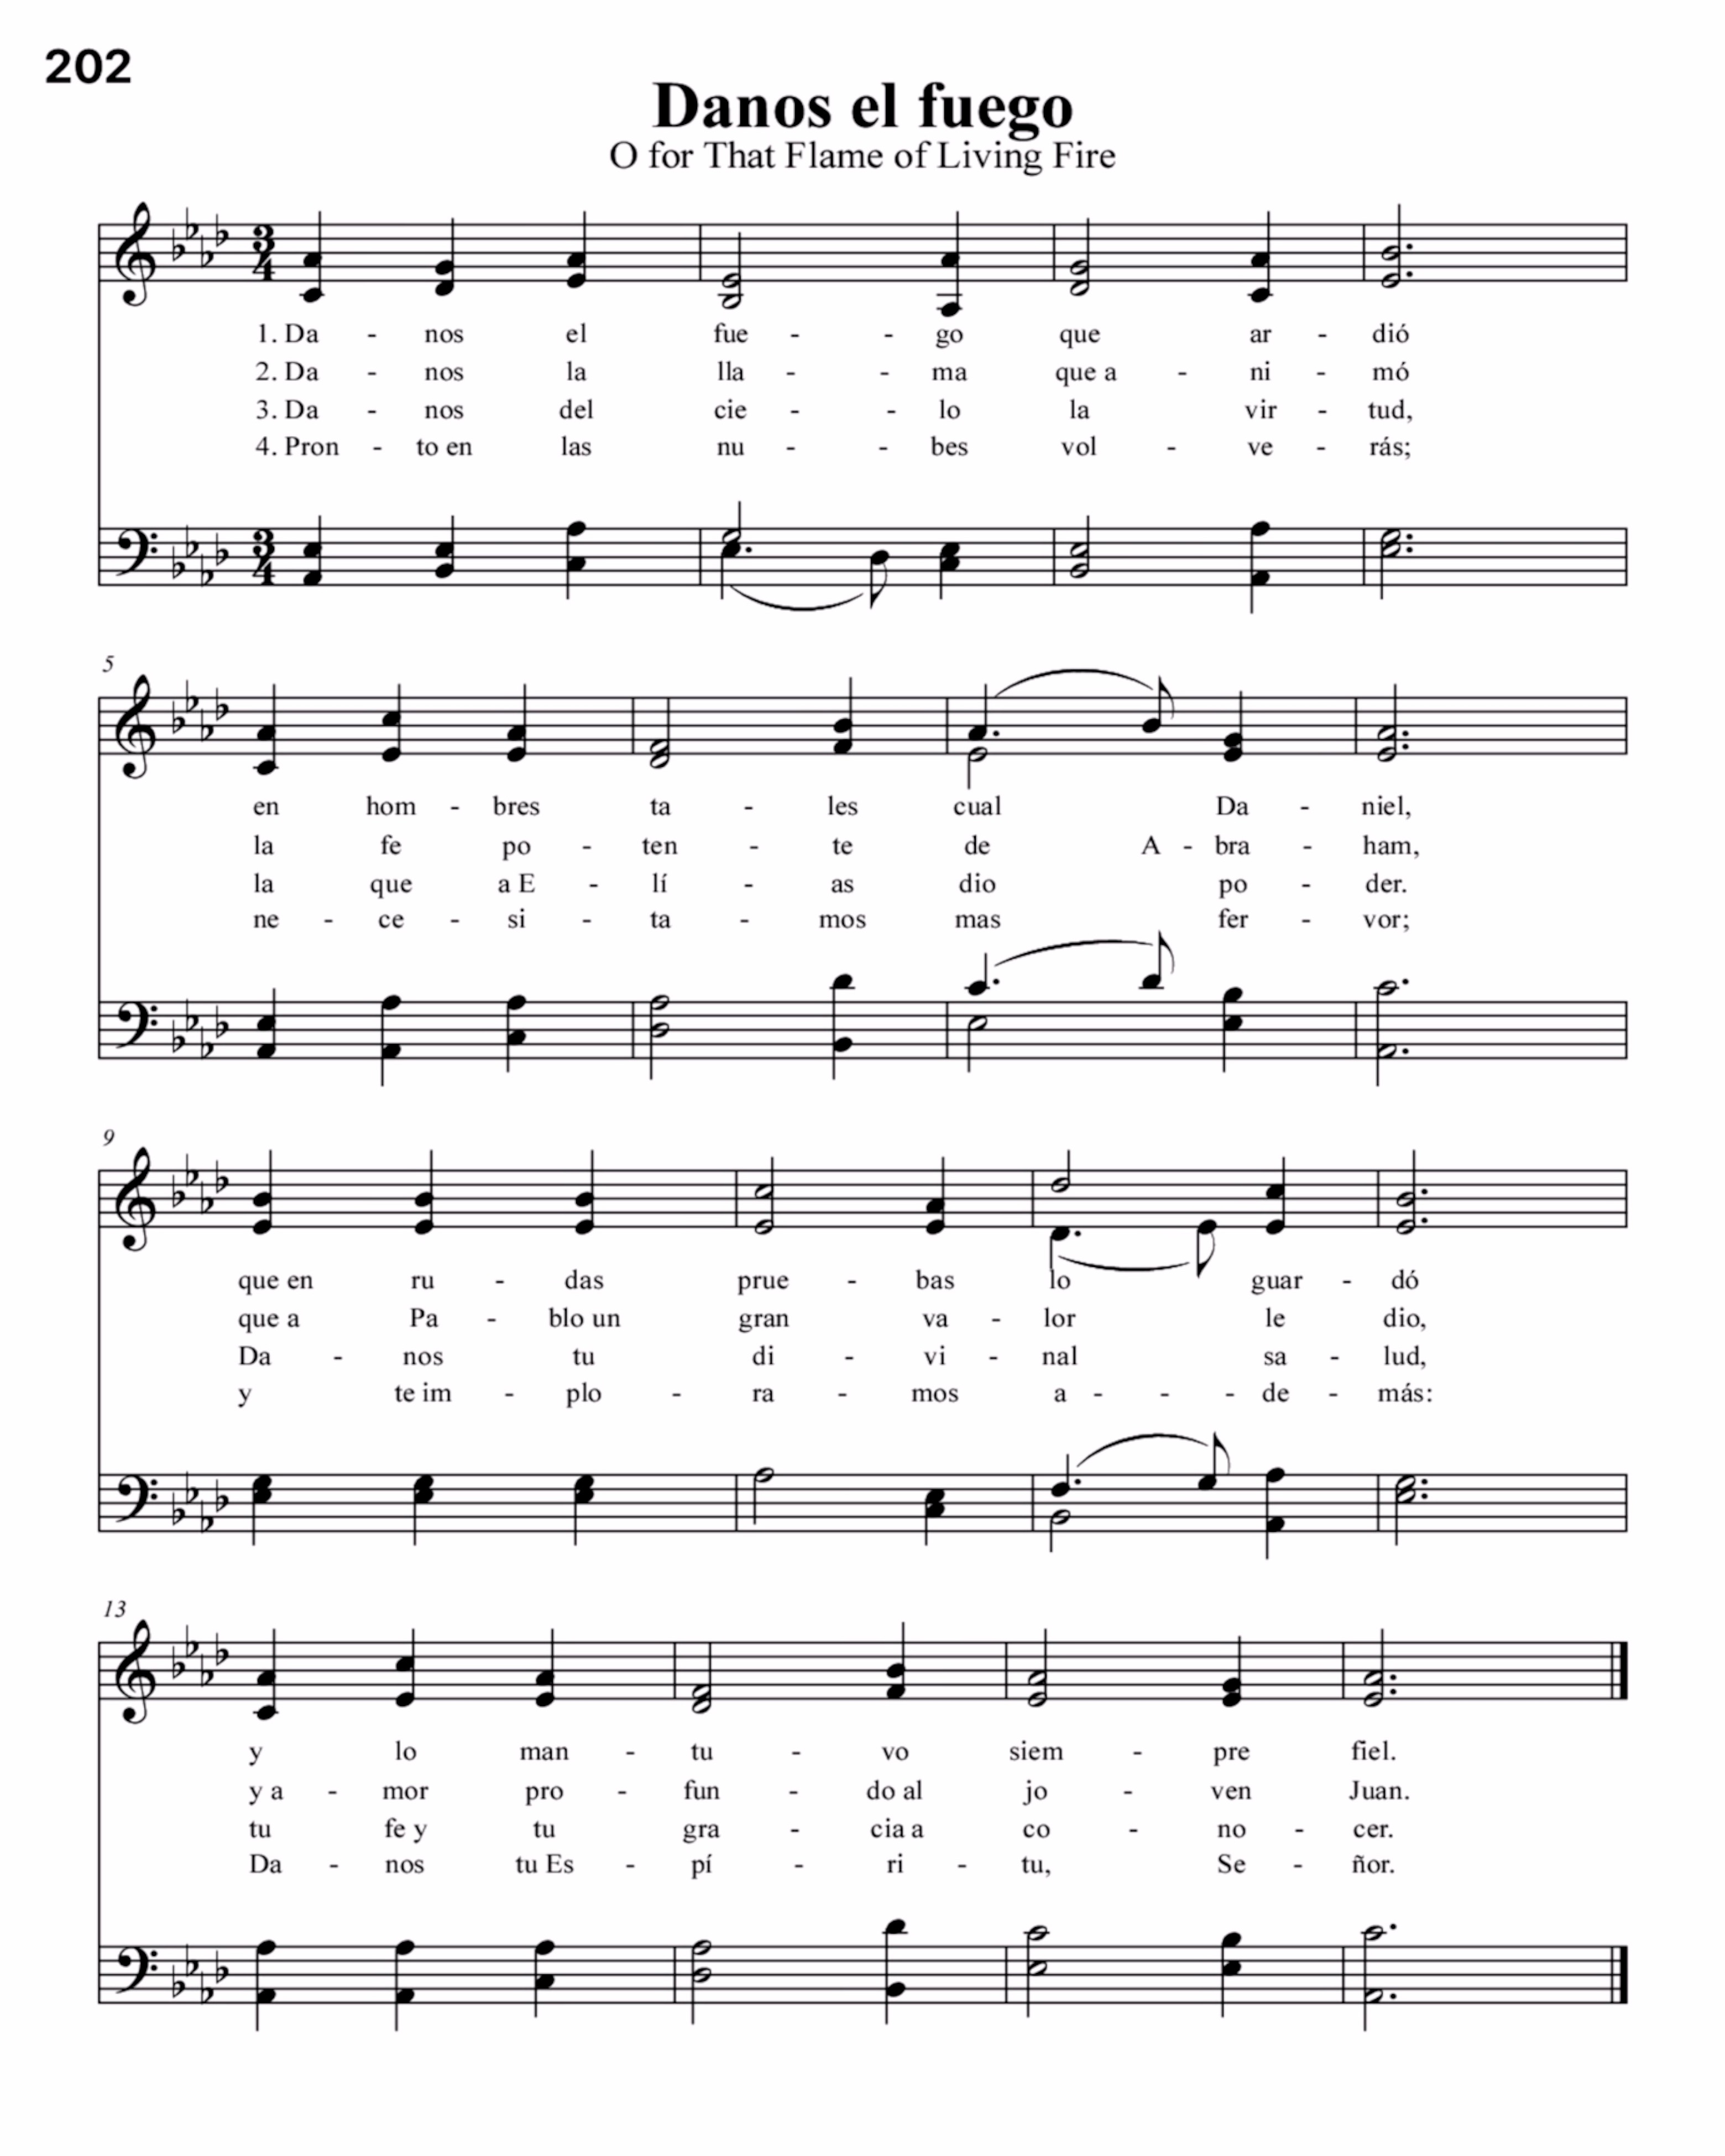 202
Danos el fuego
O for That Flame of Living Fire
3 4
1. Da - nos el fue - - go que ar - dió
2. Da - nos la lla - - ma que a - ni - mó
3. Da - nos del cie - - lo la vir - tud,
4. Pron - to en las nu - - bes vol - ve - rás;
3 4
5
en hom - bres ta - les cual Da - niel,
la fe po - ten - te de A - bra - ham,
la que a E - lí - as dio po - der.
ne - ce - si - ta - mos mas fer - vor;
9
que en ru - das prue - bas lo guar - dó
que a Pa - blo un gran va - lor le dio,
Da - nos tu di - vi - nal sa - lud,
y te im - plo - ra - mos a - - - de - más:
13
y lo man - tu - vo siem - pre fiel.
y a - mor pro - fun - do al jo - ven Juan.
tu fe y tu gra - cia a co - no - cer.
Da - nos tu Es - pí - ri - tu, Se - ñor.